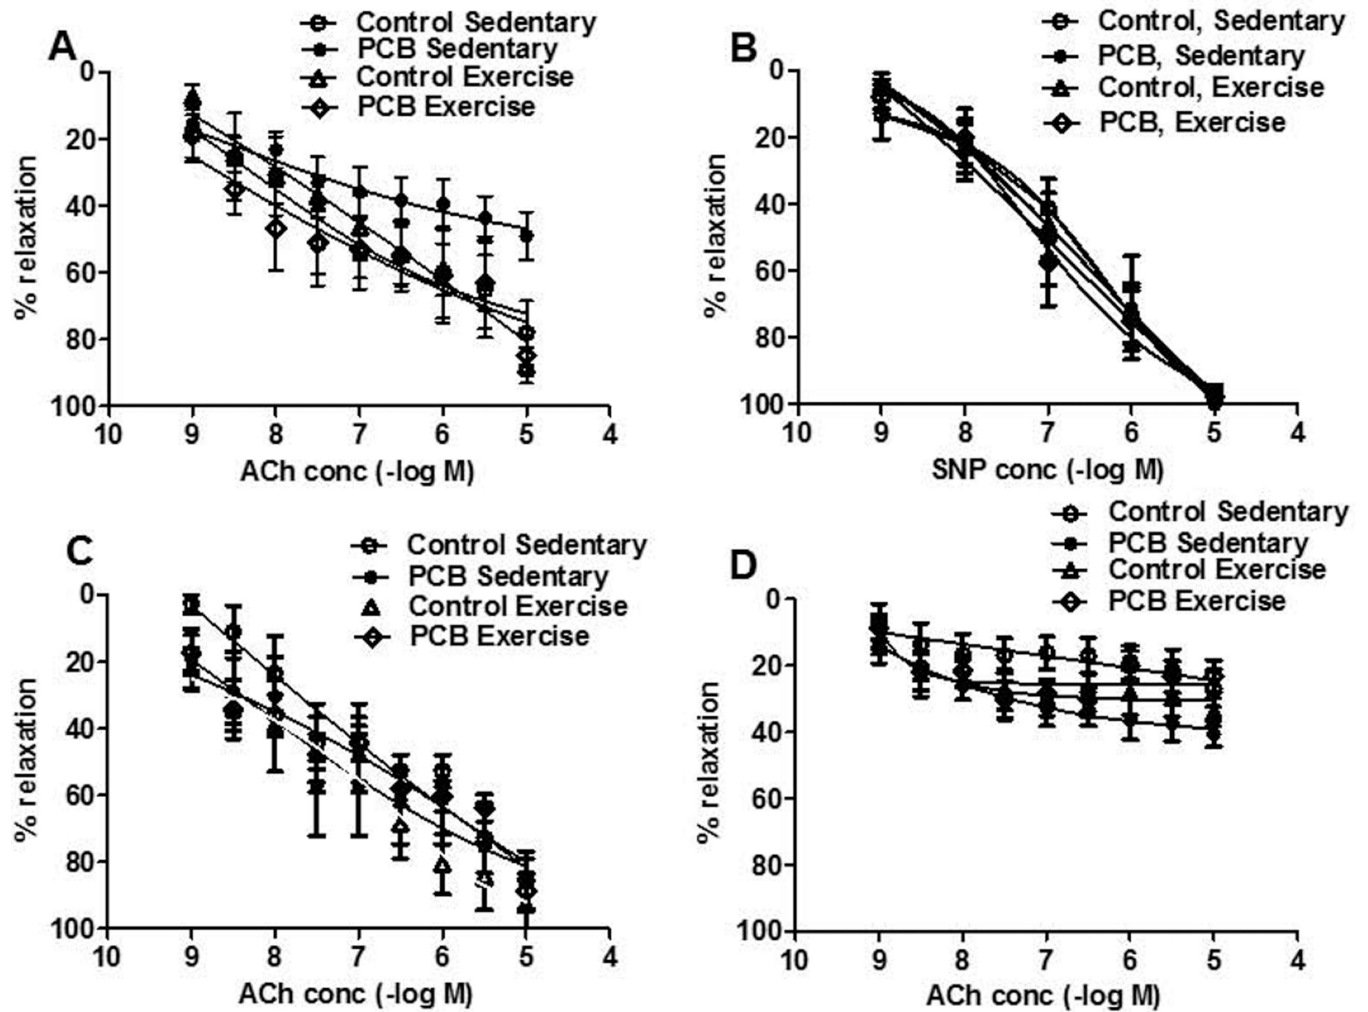 A
Control Sedentary
PCB Sedentary
Control Exercise
PCB Exercise
0
20
40
60
80
100
% relaxation
10 9 8 7 6 5 4
ACh conc (-log M)
B
Control, Sedentary
PCB, Sedentary
Control, Exercise
PCB, Exercise
0
20
40
60
80
100
% relaxation
10 9 8 7 6 5 4
SNP conc (-log M)
C
Control Sedentary
PCB Sedentary
Control Exercise
PCB Exercise
0
20
40
60
80
100
% relaxation
10 9 8 7 6 5 4
ACh conc (-log M)
D
Control Sedentary
PCB Sedentary
Control Exercise
PCB Exercise
0
20
40
60
80
100
% relaxation
10 9 8 7 6 5 4
ACh conc (-log M)